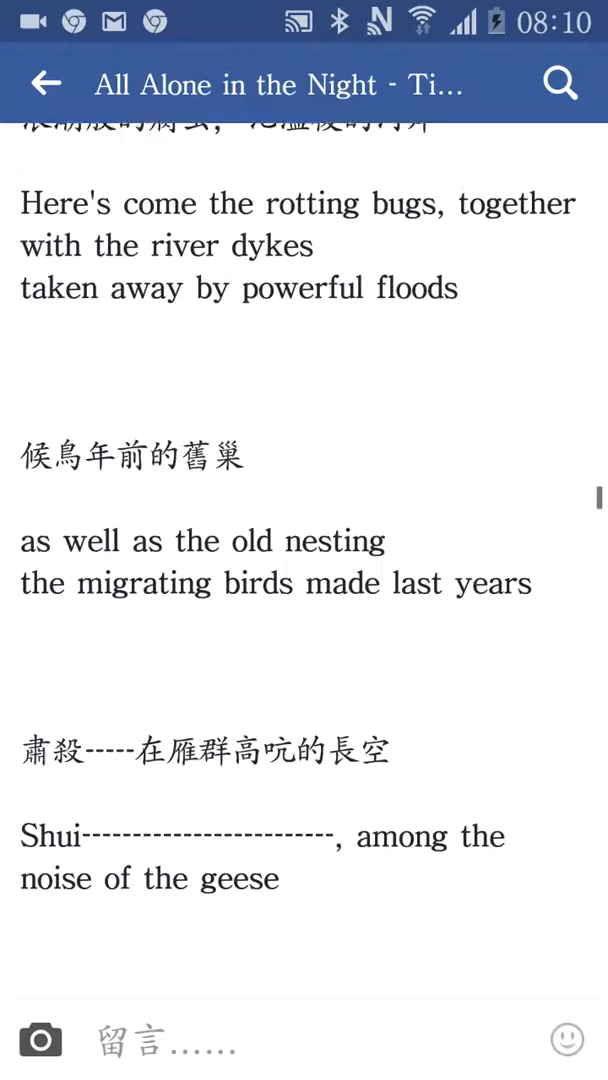 08:10
All Alone in the Night - Ti...
Here's come the rotting bugs, together
with the river dykes
taken away by powerful floods
候鳥年前的舊巢
as well as the old nesting
the migrating birds made last years
肅殺-----在雁群高吭的長空
Shui-------------------------, among the
noise of the geese
留言......